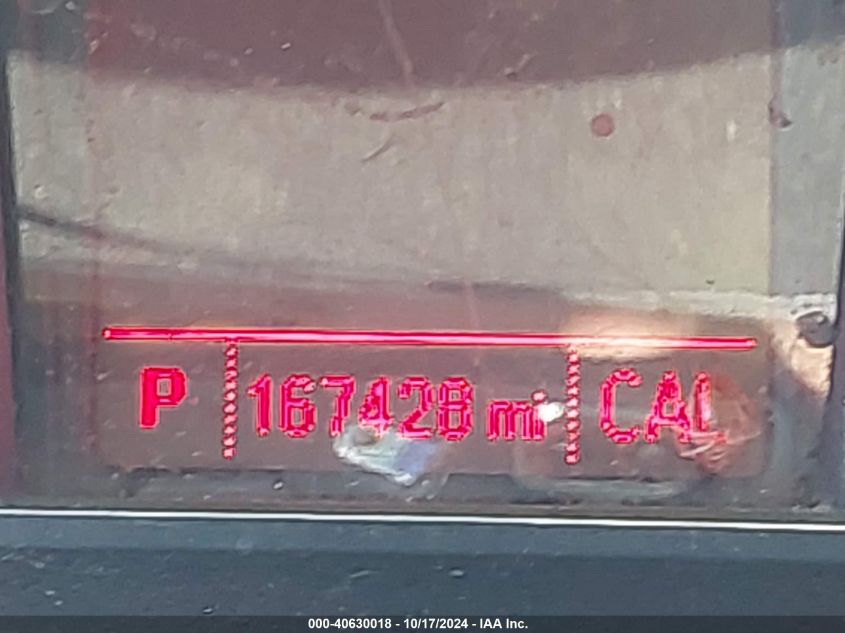 P 167428 mi CAL
000-40630018 - 10/17/2024 - IAA Inc.